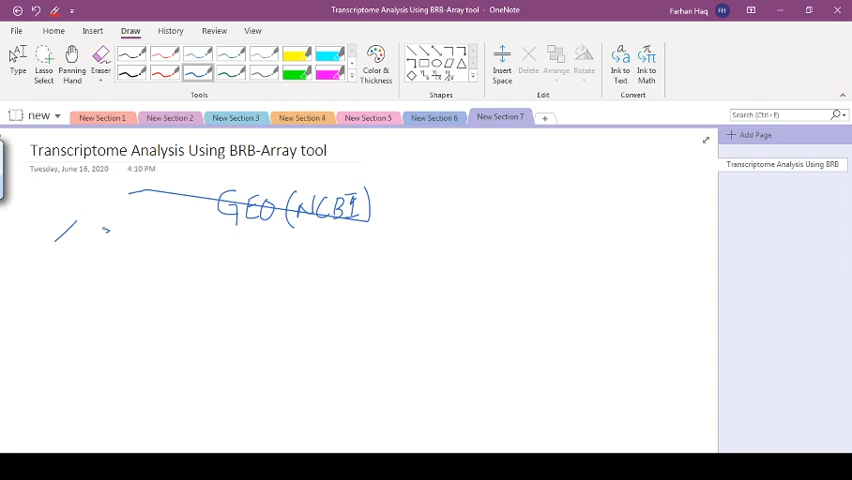 Transcriptome Analysis Using BRB-Array tool - OneNote
Farhan Haq FH
File Home Insert Draw History Review View
Type Lasso Select Panning Hand Eraser Color & Thickness Insert Space Delete Arrange Rotate Ink to Text Ink to Math
Tools Shapes Edit Convert
new New Section 1 New Section 2 New Section 3 New Section 4 New Section 5 New Section 6 New Section 7 Search (Ctrl+E)
Add Page
Transcriptome Analysis Using BRB-Array tool
Transcriptome Analysis Using BRB
Tuesday, June 16, 2020 4:10 PM
GEO (NCBI)